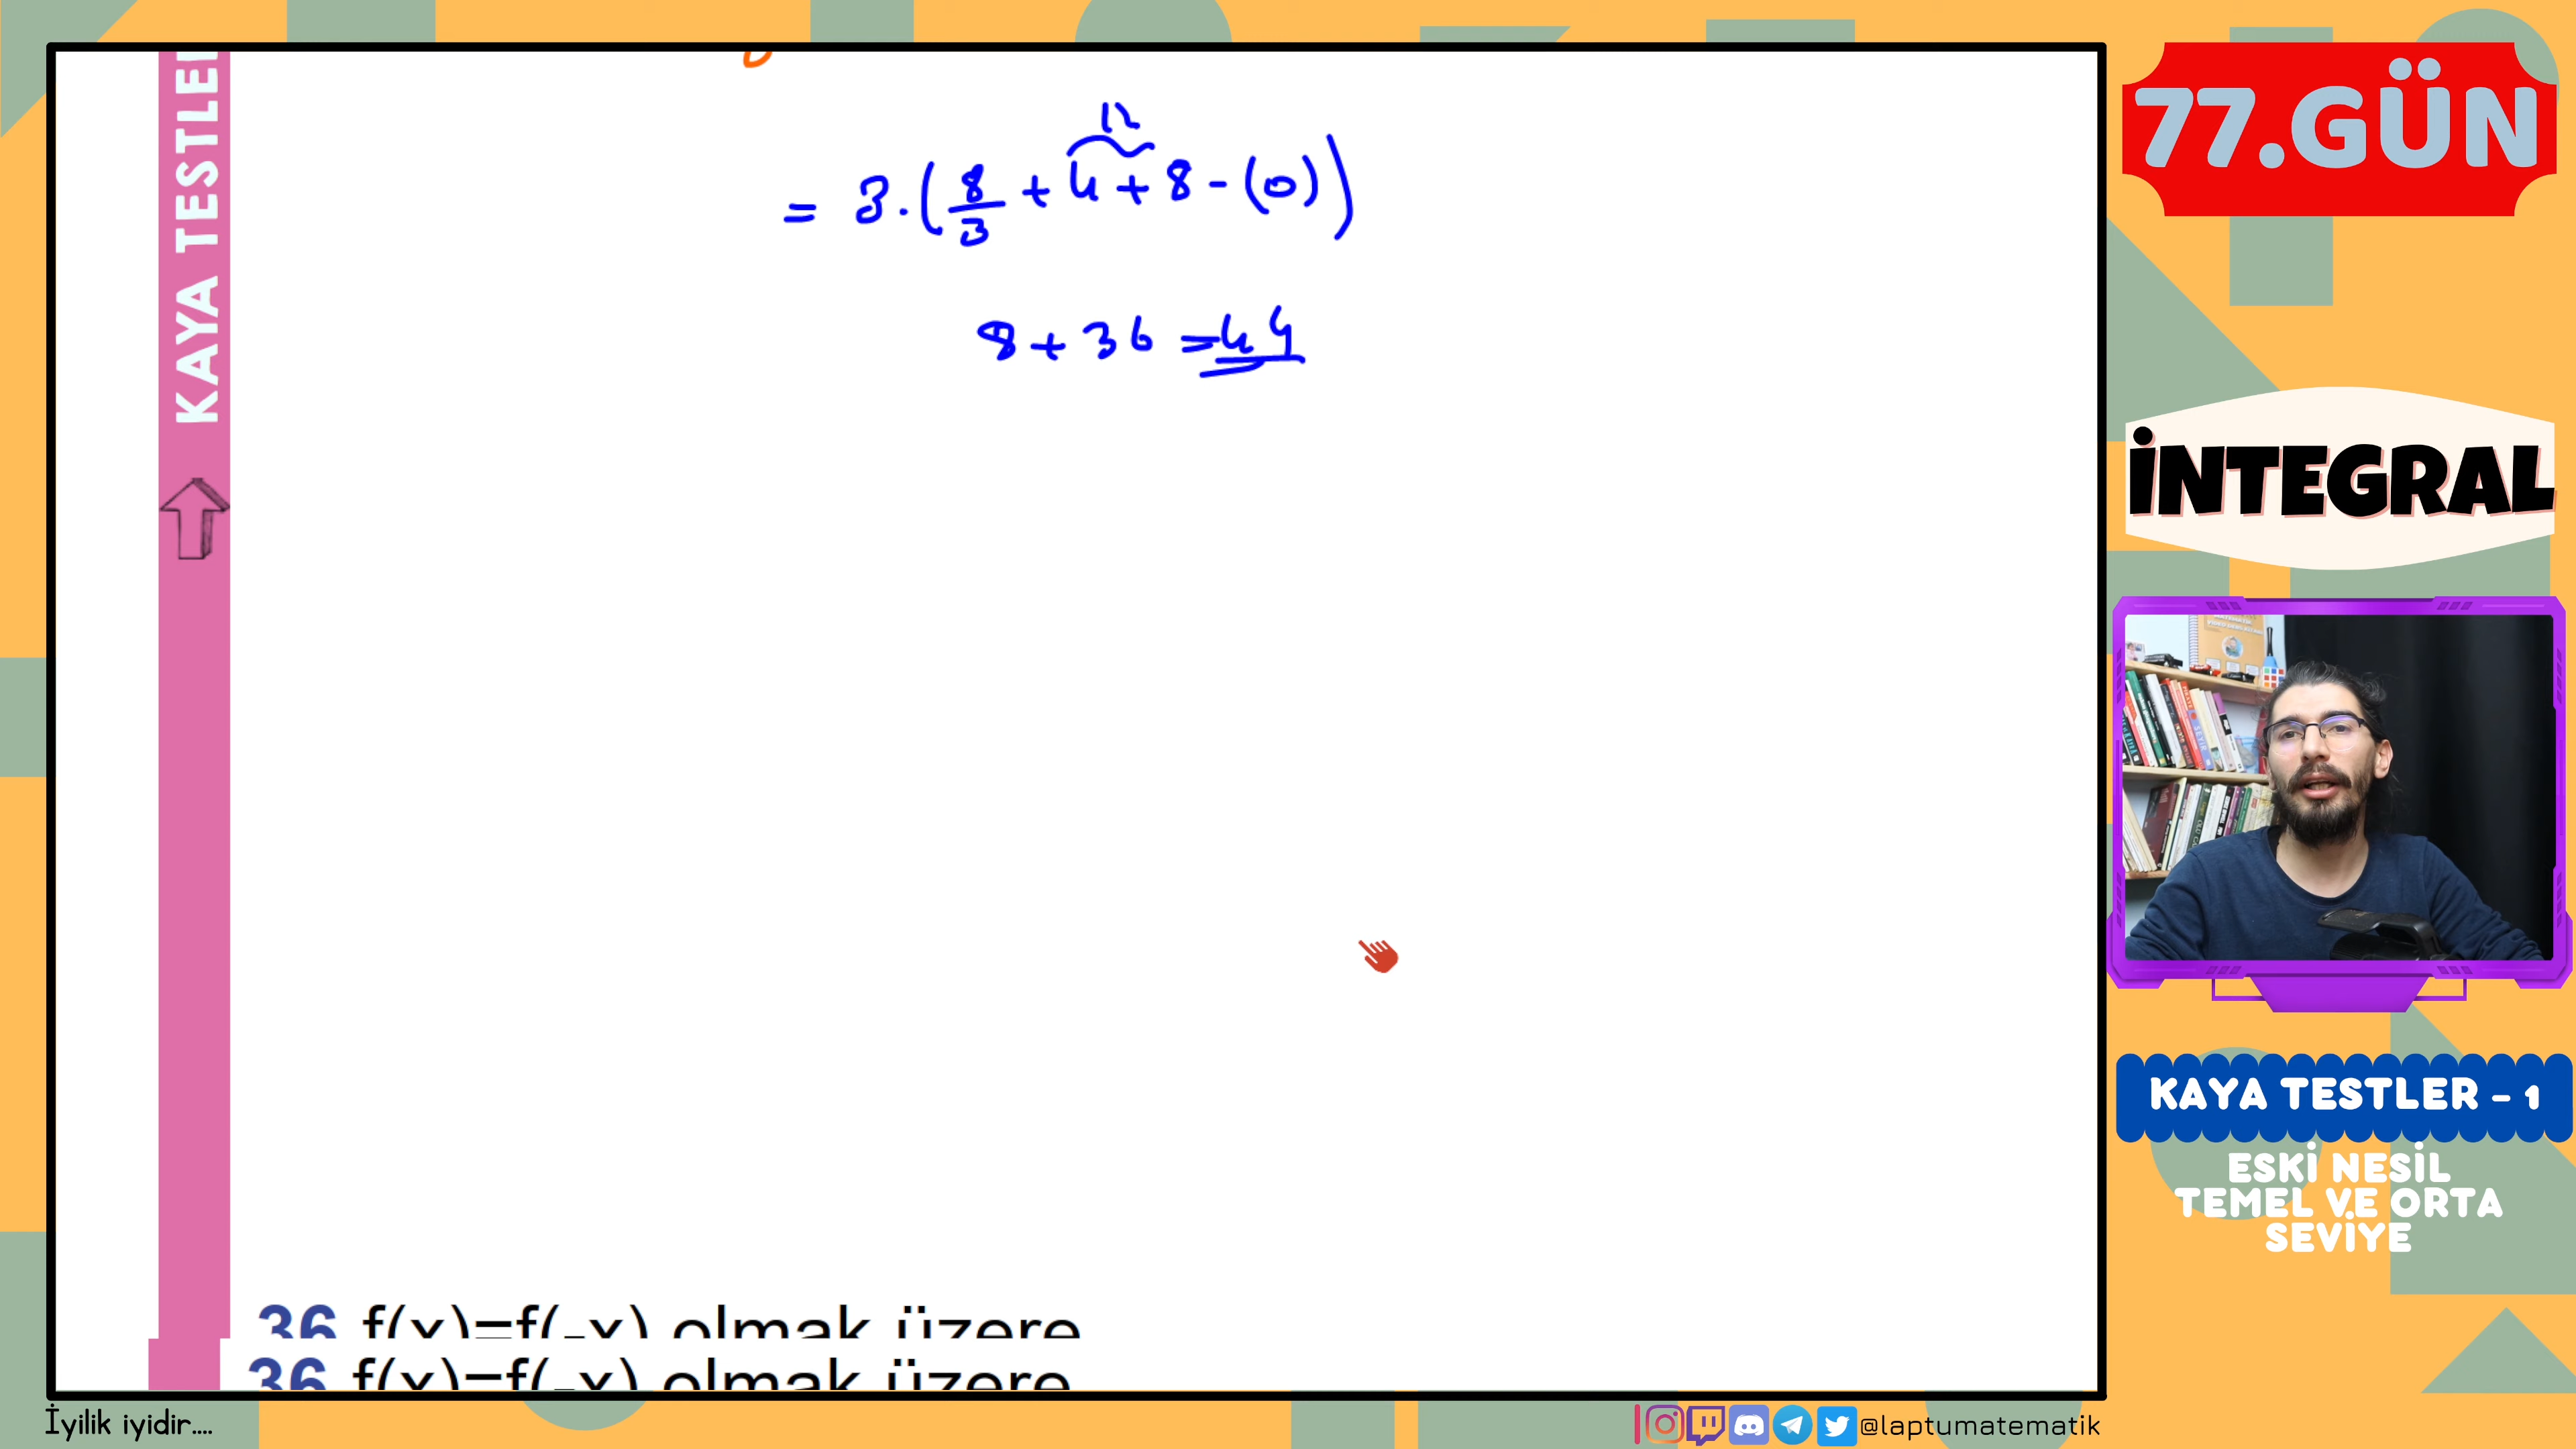 KAYA TESTLER
12
= 3.(8/3 + 4 + 8 - (0))
8 + 36 = 44
36 f(x)=f(-x) olmak üzere
36 f(x)=f(-x) olmak üzere
İyilik iyidir....
77.GÜN
İNTEGRAL
KAYA TESTLER - 1
ESKİ NESİL
TEMEL VE ORTA
SEVİYE
@laptumatematik